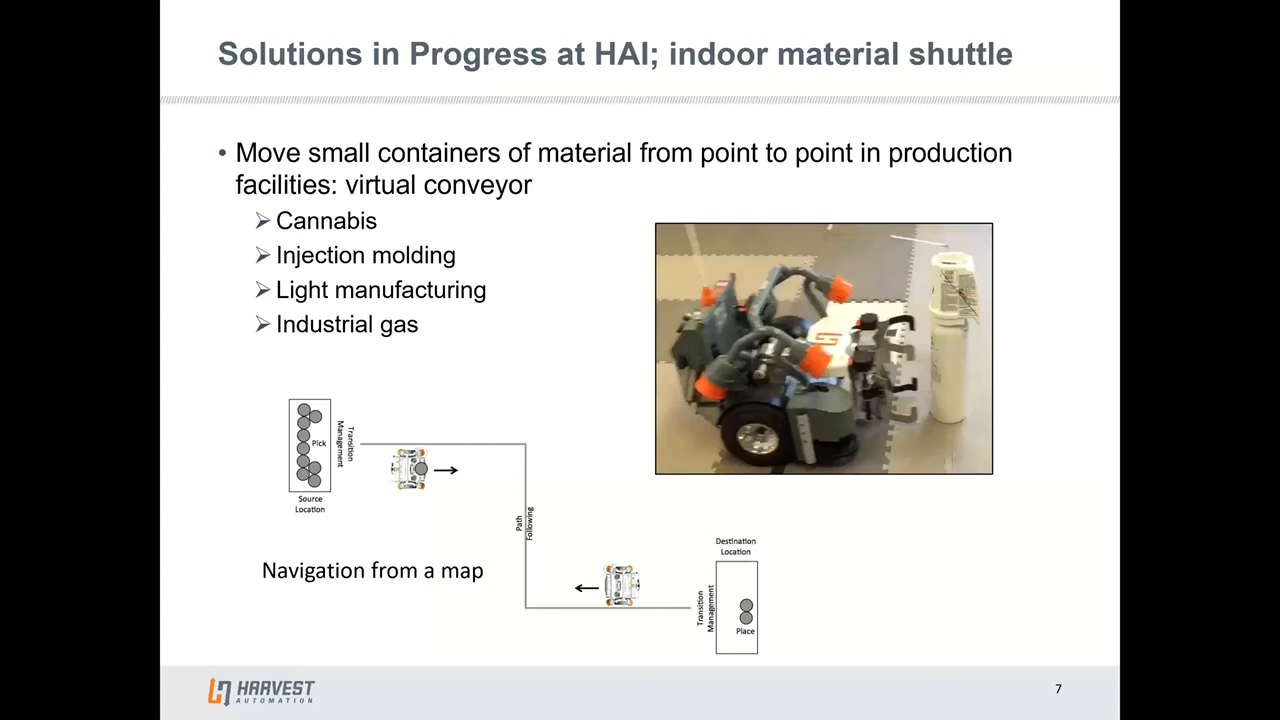 Solutions in Progress at HAI; indoor material shuttle
• Move small containers of material from point to point in production
facilities: virtual conveyor
➢ Cannabis
➢ Injection molding
➢ Light manufacturing
➢ Industrial gas
Pick
Transition
Management
Source
Location
Path
Following
Navigation from a map
Destination
Location
Transition
Management
Place
HARVEST
AUTOMATION
7